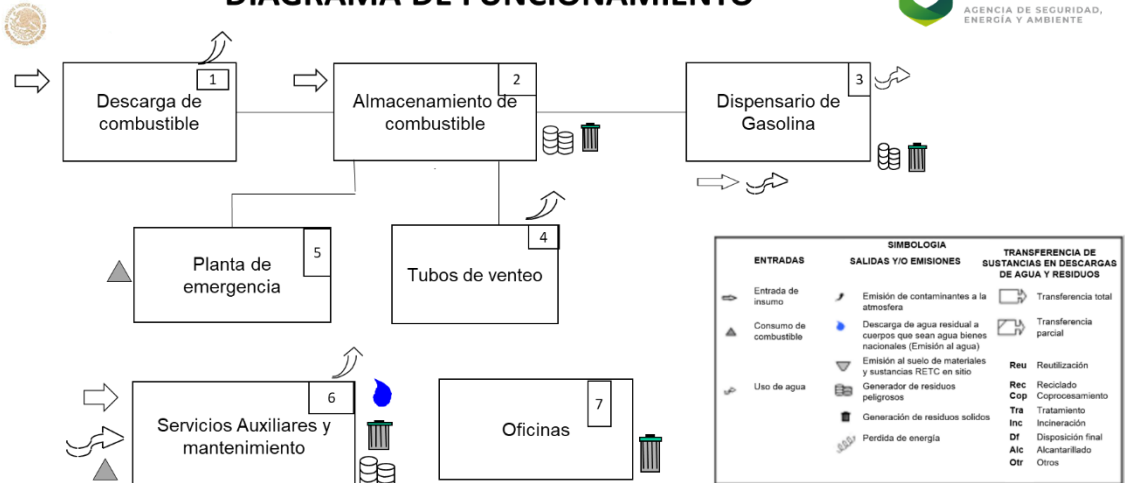 DIAGRAMA DE FUNCIONAMIENTO
AGENCIA DE SEGURIDAD,
ENERGÍA Y AMBIENTE
1
Descarga de
combustible
2
Almacenamiento de
combustible
3
Dispensario de
Gasolina
5
Planta de
emergencia
4
Tubos de venteo
6
Servicios Auxiliares y
mantenimiento
7
Oficinas
SIMBOLOGIA
ENTRADAS
SALIDAS Y/O EMISIONES
TRANSFERENCIA DE
SUSTANCIAS EN DESCARGAS
DE AGUA Y RESIDUOS
Entrada de
insumo
Consumo de
combustible
Uso de agua
Emisión de contaminantes a la
atmosfera
Descarga de agua residual a
cuerpos que sean agua bienes
nacionales (Emisión al agua)
Emisión al suelo de materiales
y sustancias RETC en sitio
Generador de residuos
peligrosos
Generación de residuos solidos
Perdida de energía
Transferencia total
Transferencia
parcial
Reu Reutilización
Rec Reciclado
Cop Coprocesamiento
Tra Tratamiento
Inc Incineración
Df Disposición final
Alc Alcantarillado
Otr Otros